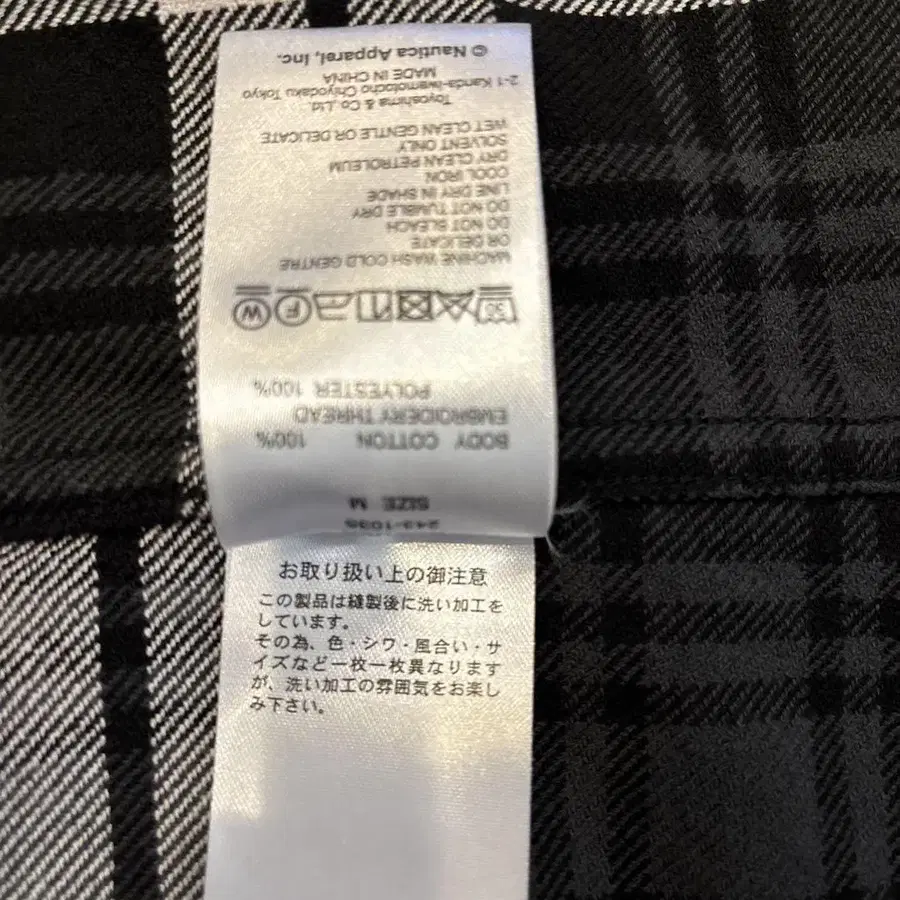 243-1036
SIZE: M
BODY COTTON 100%
EMBROIDERY THREAD
POLYESTER 100%
30
F
W
MACHINE WASH COLD GENTRE
OR DELICATE
DO NOT BLEACH
DO NOT TUMBLE DRY
LINE DRY IN SHADE
COOL IRON
DRY CLEAN PETROLEUM
SOLVENT ONLY
WET CLEAN GENTLE OR DELICATE
Toyoshima & Co.,Ltd.
2-1 Kanda-Iwamotocho Chiyodaku Tokyo
MADE IN CHINA
© Nautica Apparel, Inc.
お取り扱い上の御注意
この製品は縫製後に洗い加工を
しています。
その為、色・シワ・風合い・サ
イズなど一枚一枚異なります
が、洗い加工の雰囲気をお楽し
み下さい。